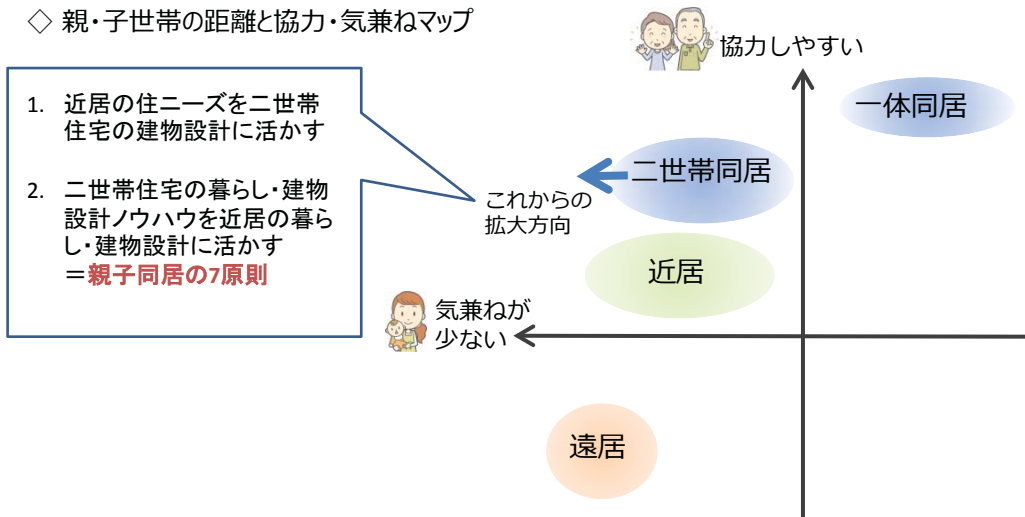 ◇ 親・子世帯の距離と協力・気兼ねマップ
協力しやすい
1. 近居の住ニーズを二世帯
住宅の建物設計に活かす
2. 二世帯住宅の暮らし・建物
設計ノウハウを近居の暮ら
し・建物設計に活かす
＝親子同居の7原則
一体同居
二世帯同居
これからの
拡大方向
近居
気兼ねが
少ない
遠居